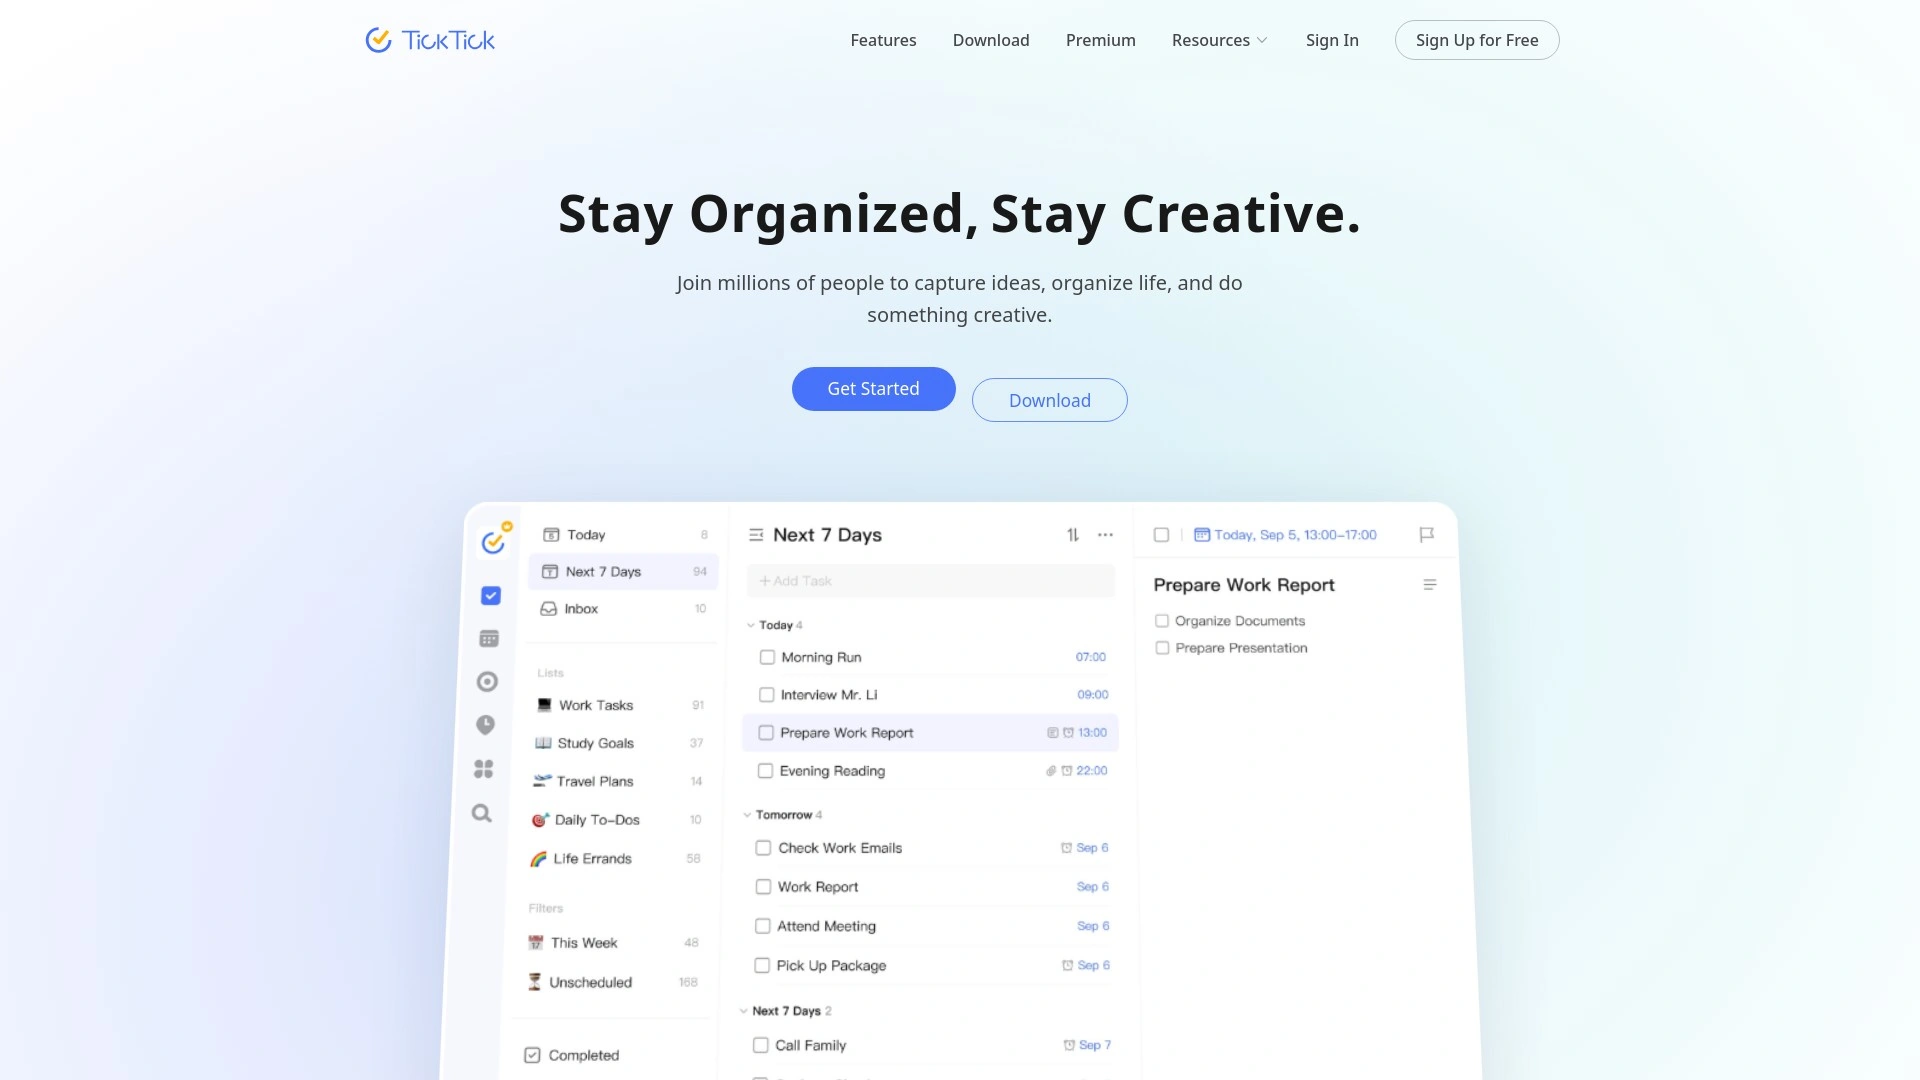 TickTick
Features
Download
Premium
Resources
Sign In
Sign Up for Free
Stay Organized, Stay Creative.
Join millions of people to capture ideas, organize life, and do
something creative.
Get Started
Download
Today 8
Next 7 Days 94
Inbox 10
Lists
Work Tasks 91
Study Goals 37
Travel Plans 14
Daily To-Dos 10
Life Errands 58
Filters
This Week 48
Unscheduled 168
Completed
Next 7 Days
+ Add Task
Today 4
Morning Run 07:00
Interview Mr. Li 09:00
Prepare Work Report 13:00
Evening Reading 22:00
Tomorrow 4
Check Work Emails Sep 6
Work Report Sep 6
Attend Meeting Sep 6
Pick Up Package Sep 6
Next 7 Days 2
Call Family Sep 7
Today, Sep 5, 13:00-17:00
Prepare Work Report
Organize Documents
Prepare Presentation